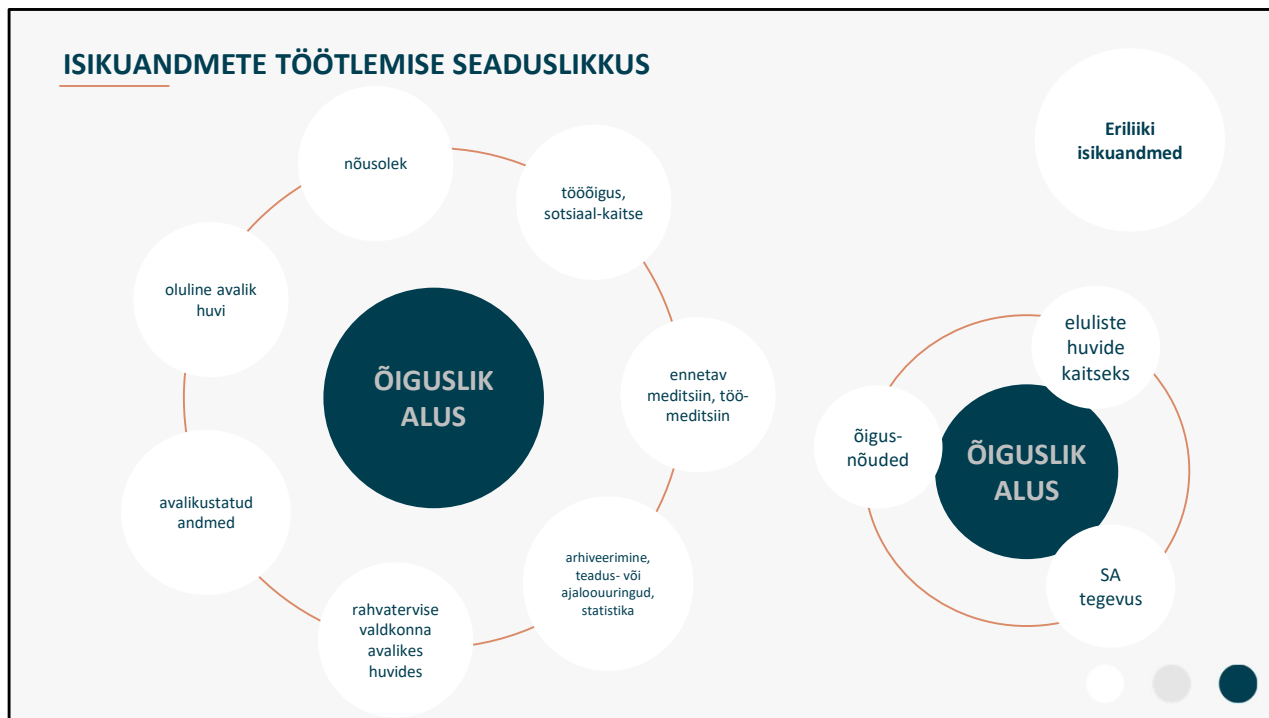 ISIKUANDMETE TÖÖTLEMISE SEADUSLIKKUS
Eriliiki
isikuandmed
nõusolek
tööõigus,
sotsiaal-kaitse
oluline avalik
huvi
ÕIGUSLIK
ALUS
ennetav
meditsiin, töö-
meditsiin
avalikustatud
andmed
arhiveerimine,
teadus- või
ajaloouuringud,
statistika
rahvatervise
valdkonna
avalikes
huvides
eluliste
huvide
kaitseks
õigus-
nõuded
ÕIGUSLIK
ALUS
SA
tegevus